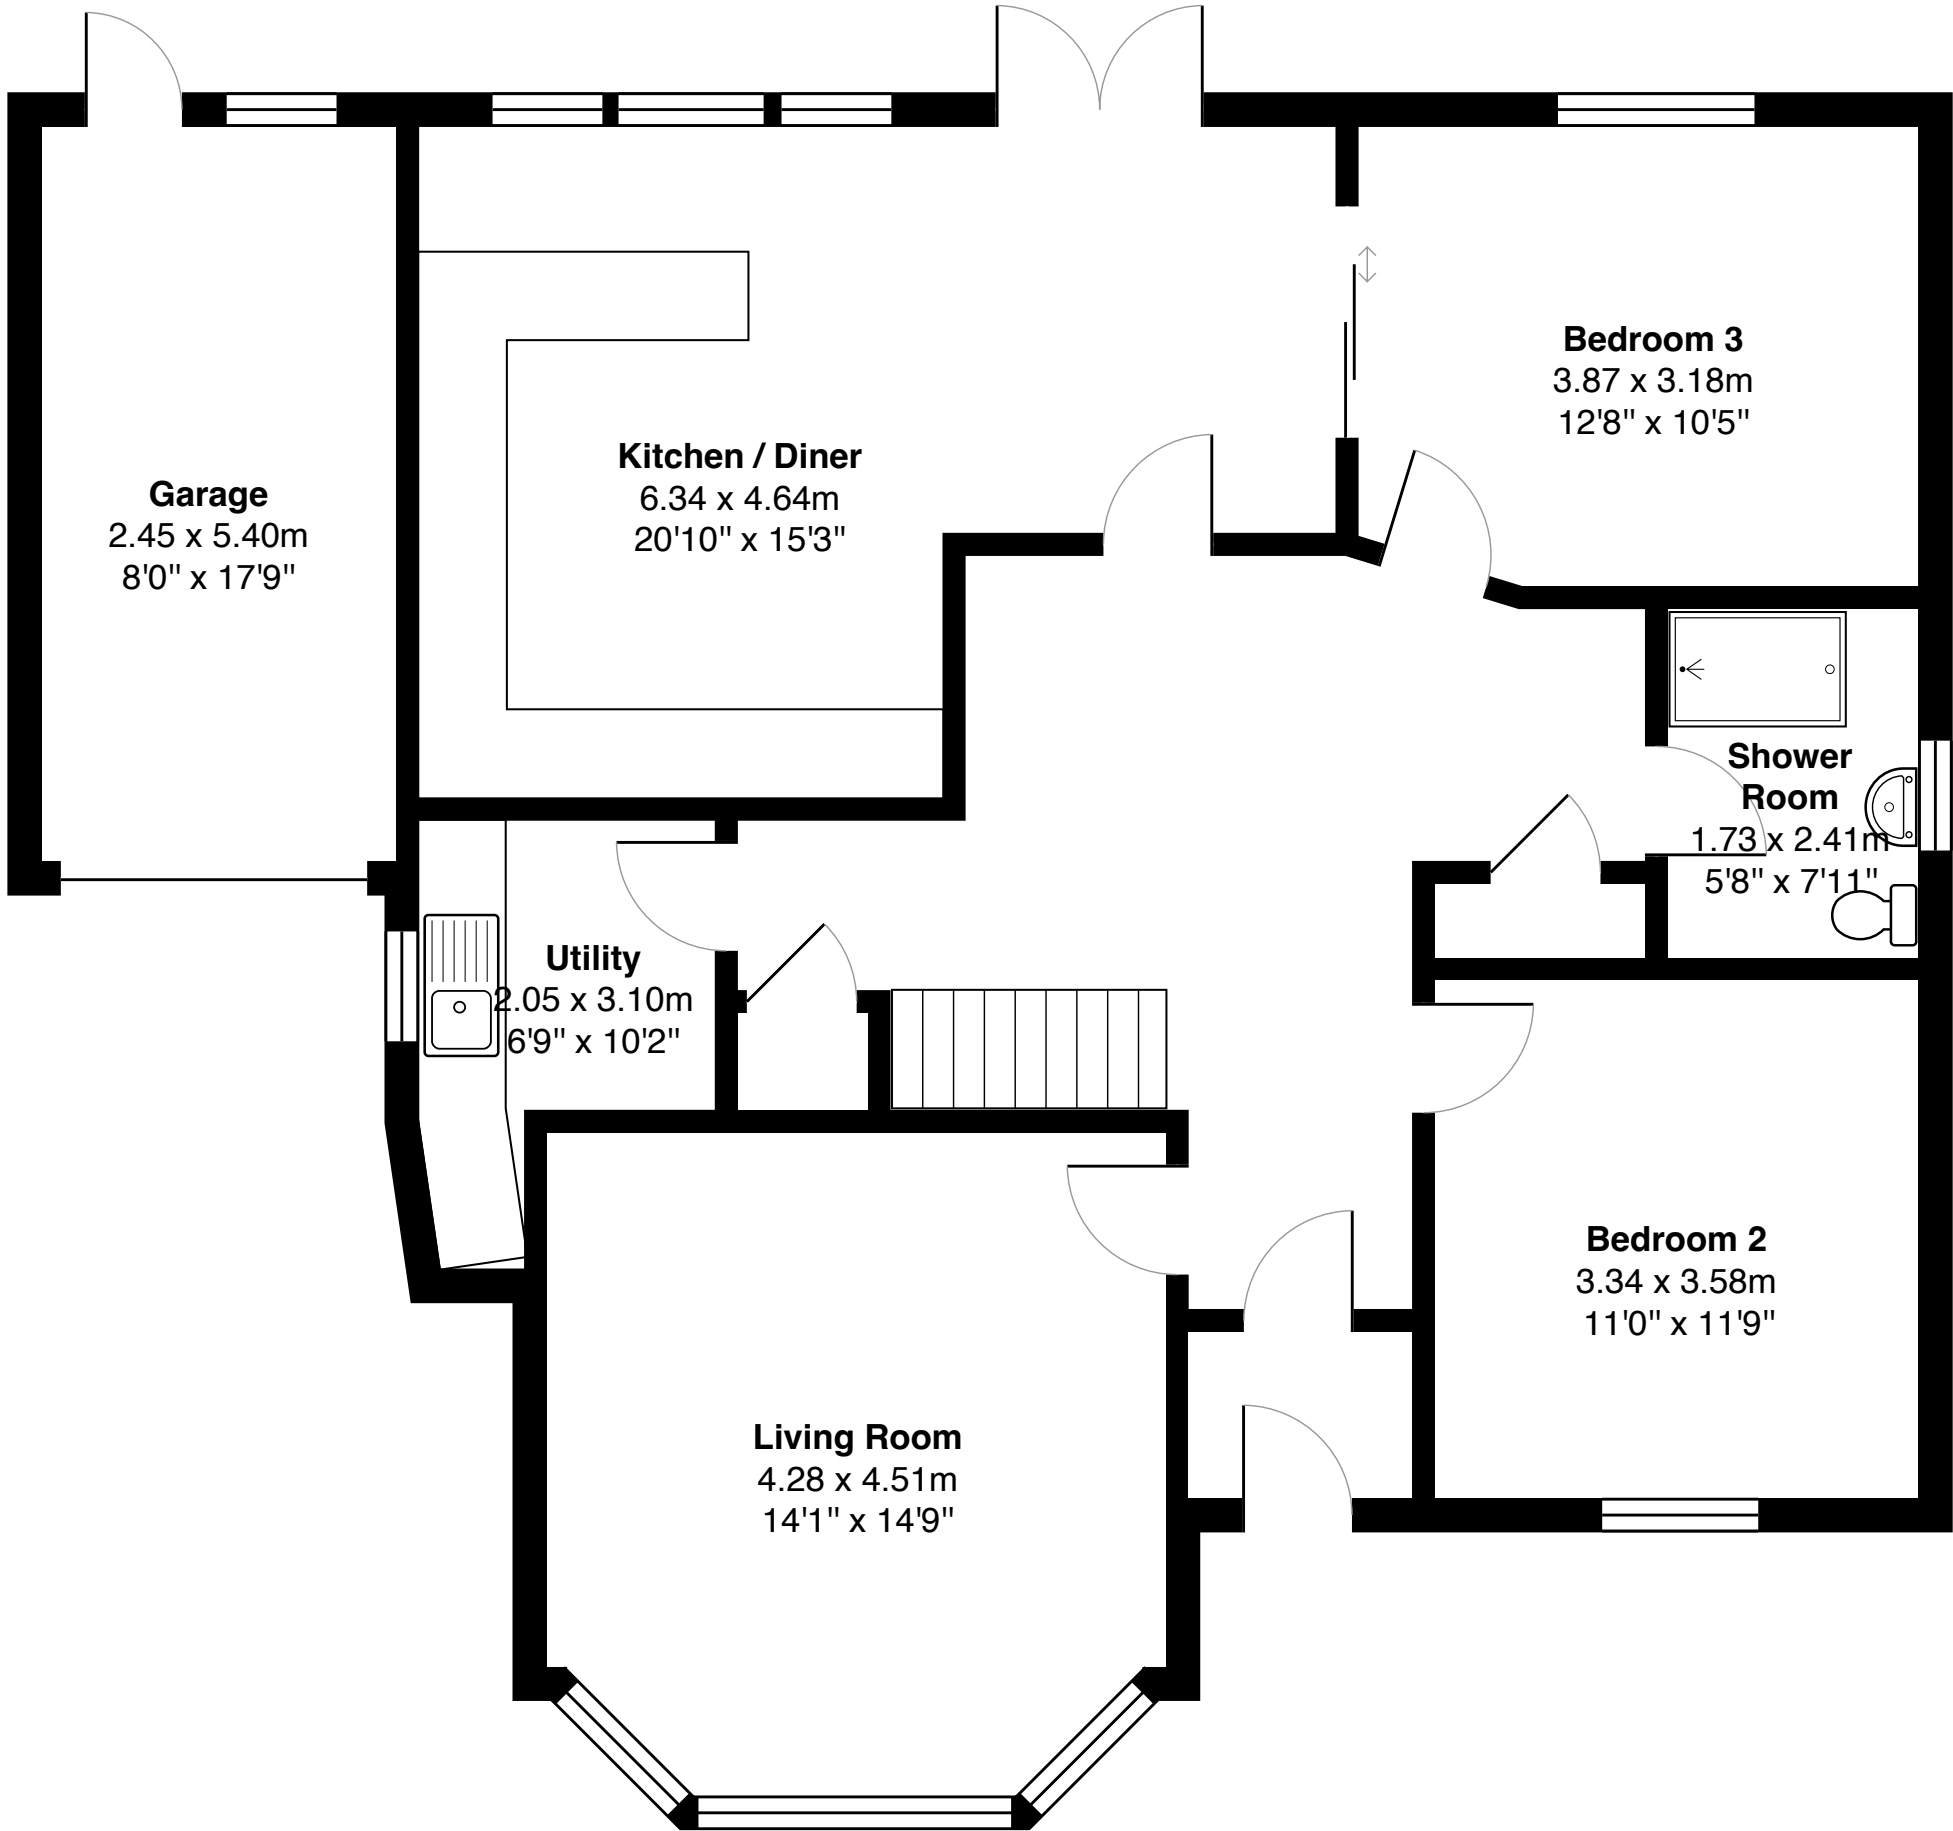 Bedroom 3
3.87 x 3.18m
12'8" x 10'5"
Kitchen / Diner
6.34 x 4.64m
20'10" x 15'3"
Garage
2.45 x 5.40m
8'0" x 17'9"
Shower
Room
1.73 x 2.41m
5'8" x 7'11"
Utility
2.05 x 3.10m
6'9" x 10'2"
Bedroom 2
3.34 x 3.58m
11'0" x 11'9"
Living Room
4.28 x 4.51m
14'1" x 14'9"